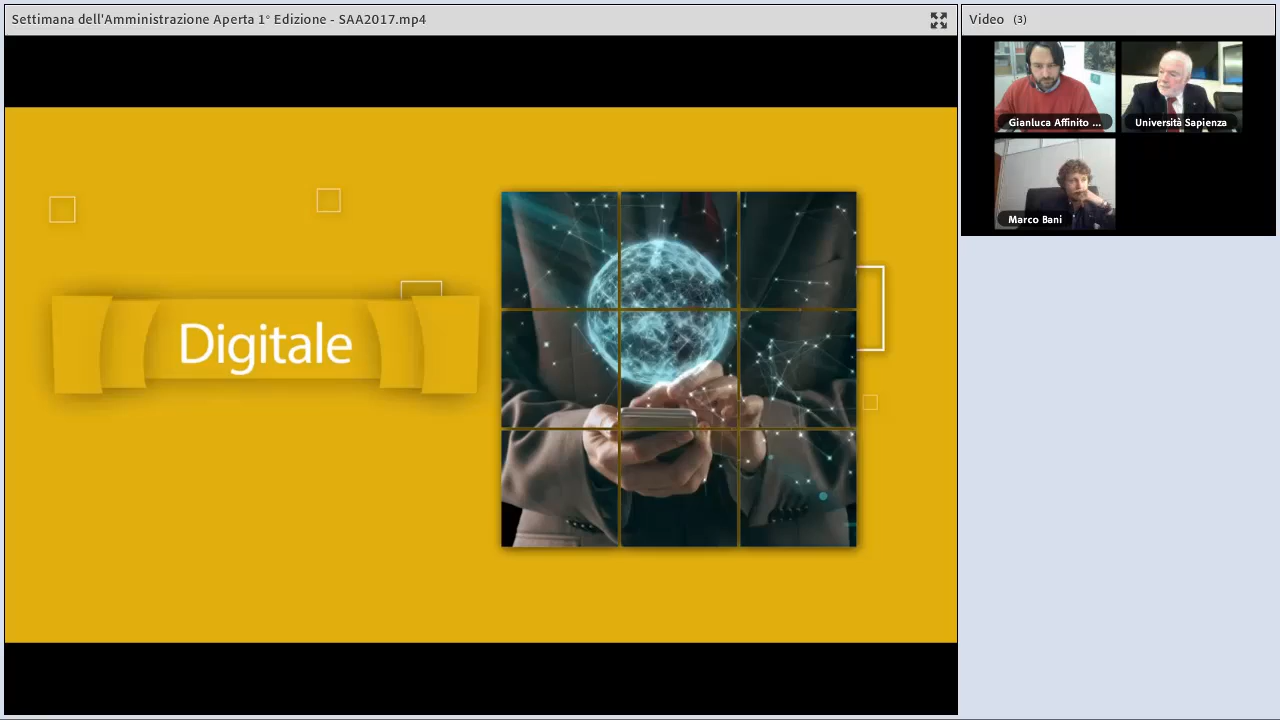 Settimana dell'Amministrazione Aperta 1° Edizione - SAA2017.mp4
Video (3)
Gianluca Affinito ...
Università Sapienza
Marco Bani
Digitale